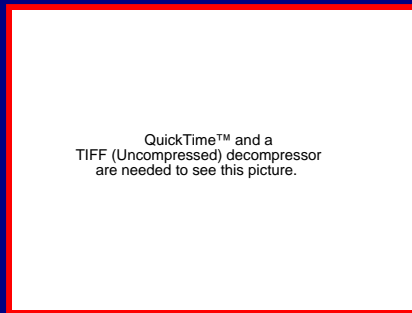 QuickTime™ and a
TIFF (Uncompressed) decompressor
are needed to see this picture.